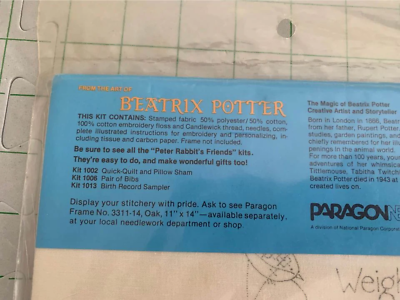 FROM THE ART OF
BEATRIX POTTER
THIS KIT CONTAINS: Stamped fabric 50% polyester/50% cotton,
100% cotton embroidery floss and Candlewick thread, needles, com-
plete illustrated instructions for embroidery and personalizing, in-
cluding tissue and carbon paper. Frame not included.
Be sure to see all the "Peter Rabbit's Friends" kits.
They're easy to do, and make wonderful gifts too!
Kit 1002 Quick-Quilt and Pillow Sham
Kit 1006 Pair of Bibs
Kit 1013 Birth Record Sampler
Display your stitchery with pride. Ask to see Paragon
Frame No. 3311-14, Oak, 11" x 14"—available separately.
at your local needlework department or shop
The Magic of Beatrix Potter
Creative Artist and Storyteller
Born in London in 1866, Beatrix
from her father, Rupert Potter,
studies, garden paintings, and
chiefly remembered for her
penings in the animal world.
For more than 100 years, your
adventures of the whimsical
Tittlemouse, Tabitha Twitchit
Beatrix Potter died in 1943 at
created lives on.
PARAGON
A division of National Paragon
Weigh